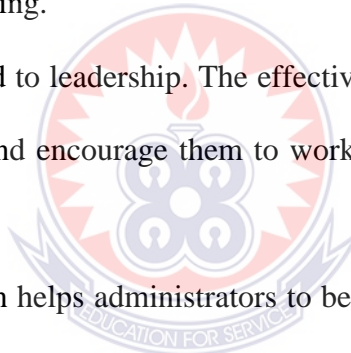 ing.
d to leadership. The effectiv
nd encourage them to work
n helps administrators to be
EDUCATION FOR SERVICE